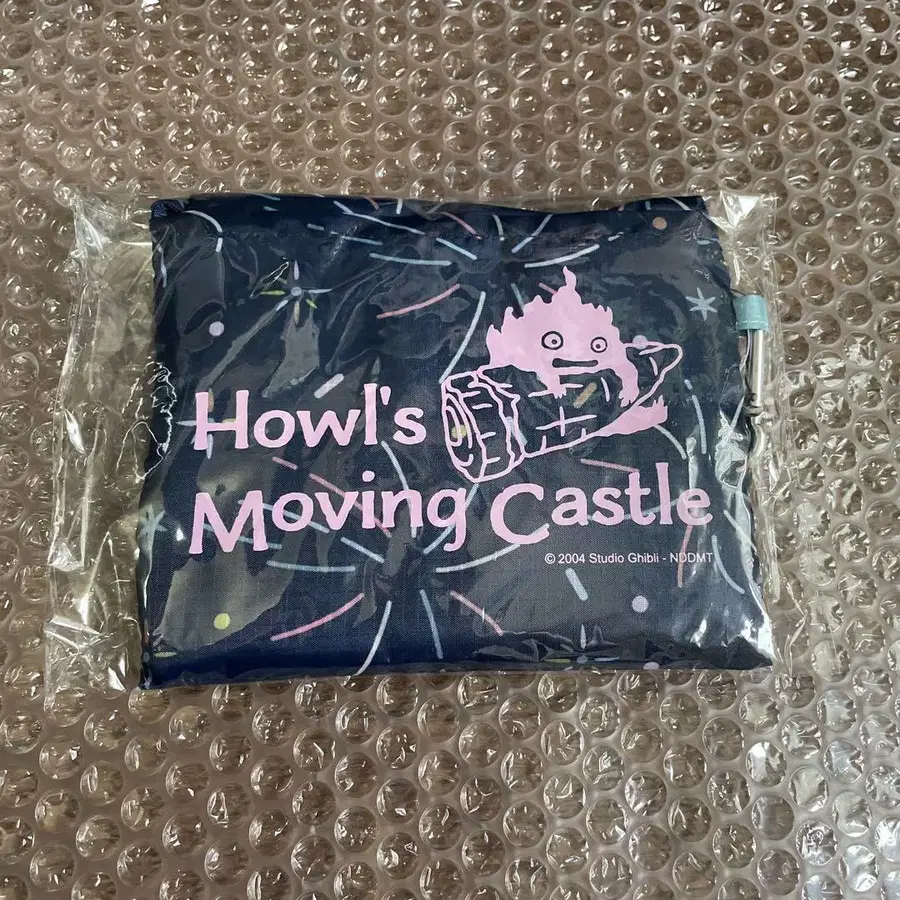 Howl's
Moving Castle
© 2004 Studio Ghibli - NDDMT